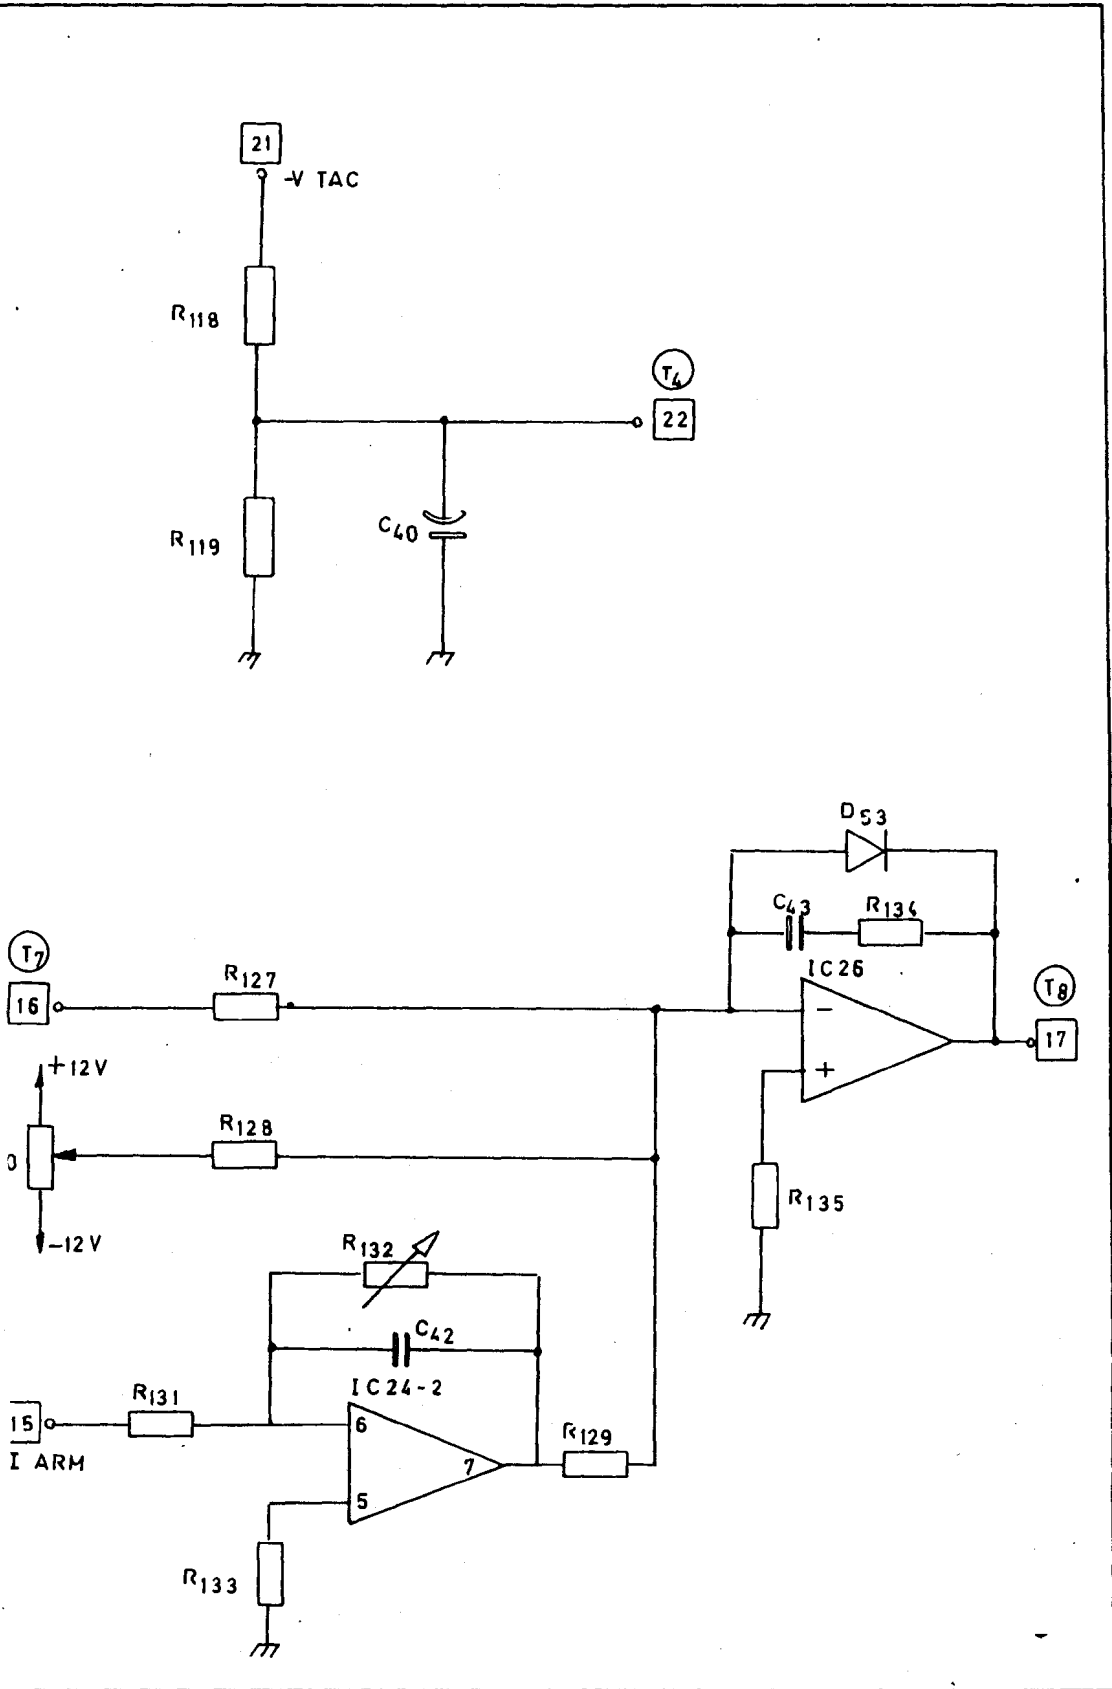 21
-V TAC
R118
T4
22
R119
C40
D53
C43
R134
IC26
T7
16
R127
−
T8
17
+12V
+
R128
0
R135
-12V
R132
C42
IC24-2
15
R131
6
R129
I ARM
7
5
R133